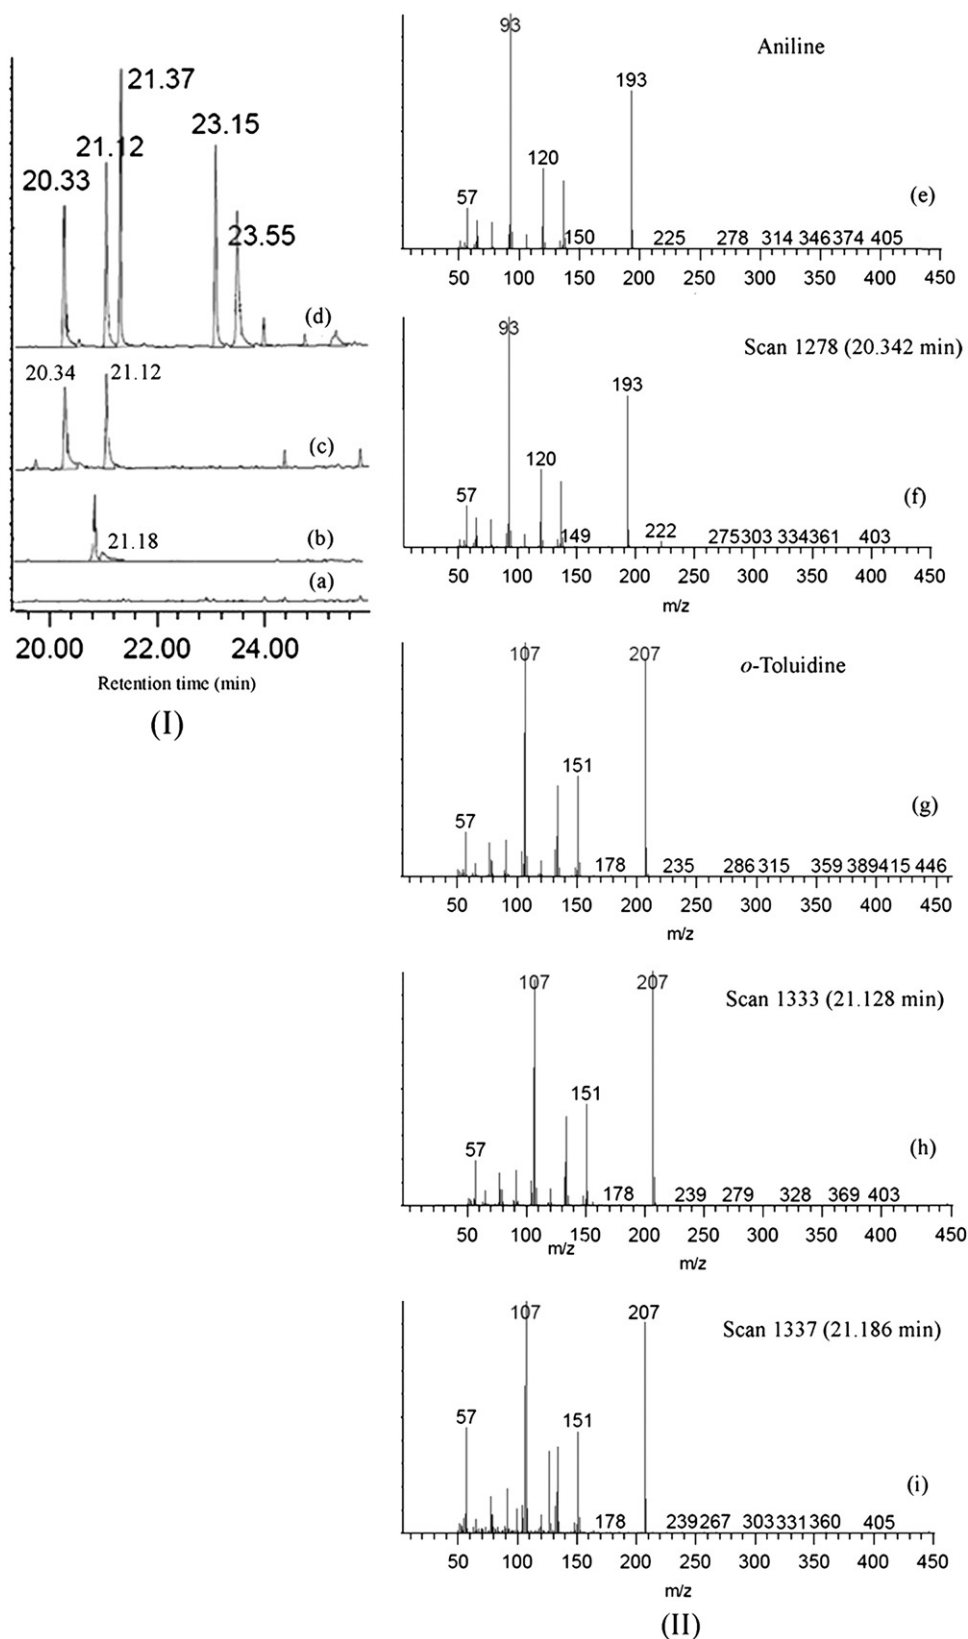 21.37
23.15
21.12
20.33
23.55
(d)
20.34 21.12
(c)
21.18
(b)
(a)
20.00 22.00 24.00
Retention time (min)
(I)
93
Aniline
193
120
57
(e)
150 225 278 314 346 374 405
50 100 150 200 250 300 350 400 450
93
Scan 1278 (20.342 min)
193
120
57
(f)
149 222 275 303 334 361 403
50 100 150 200 250 300 350 400 450
m/z
107 207
o-Toluidine
151
57
(g)
178 235 286 315 359 389 415 446
50 100 150 200 250 300 350 400 450
m/z
107 207
Scan 1333 (21.128 min)
151
57
(h)
178 239 279 328 369 403
50 100 150 200 250 300 350 400 450
m/z
m/z
107 207
Scan 1337 (21.186 min)
57 151
(i)
178 239 267 303 331 360 405
50 100 150 200 250 300 350 400 450
m/z
(II)